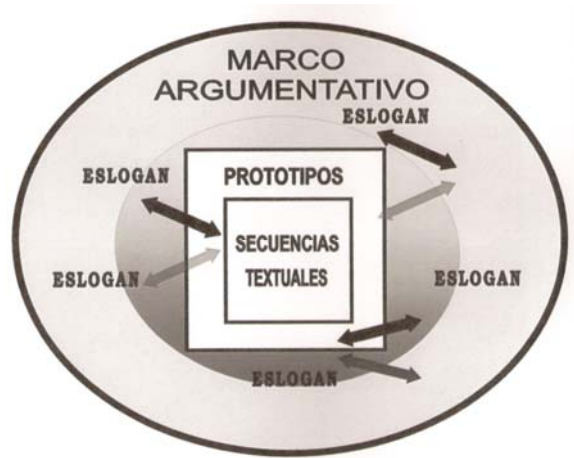 MARCO
ARGUMENTATIVO
ESLOGAN
ESLOGAN
PROTOTIPOS
SECUENCIAS
TEXTUALES
ESLOGAN
ESLOGAN
ESLOGAN